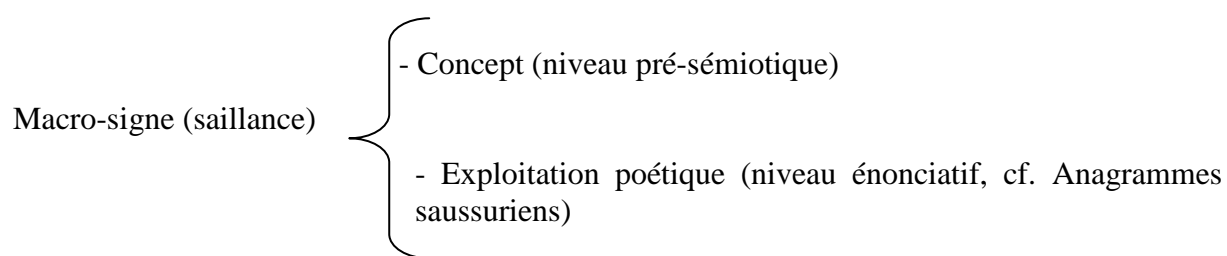 - Concept (niveau pré-sémiotique)
Macro-signe (saillance)
- Exploitation poétique (niveau énonciatif, cf. Anagrammes
saussuriens)